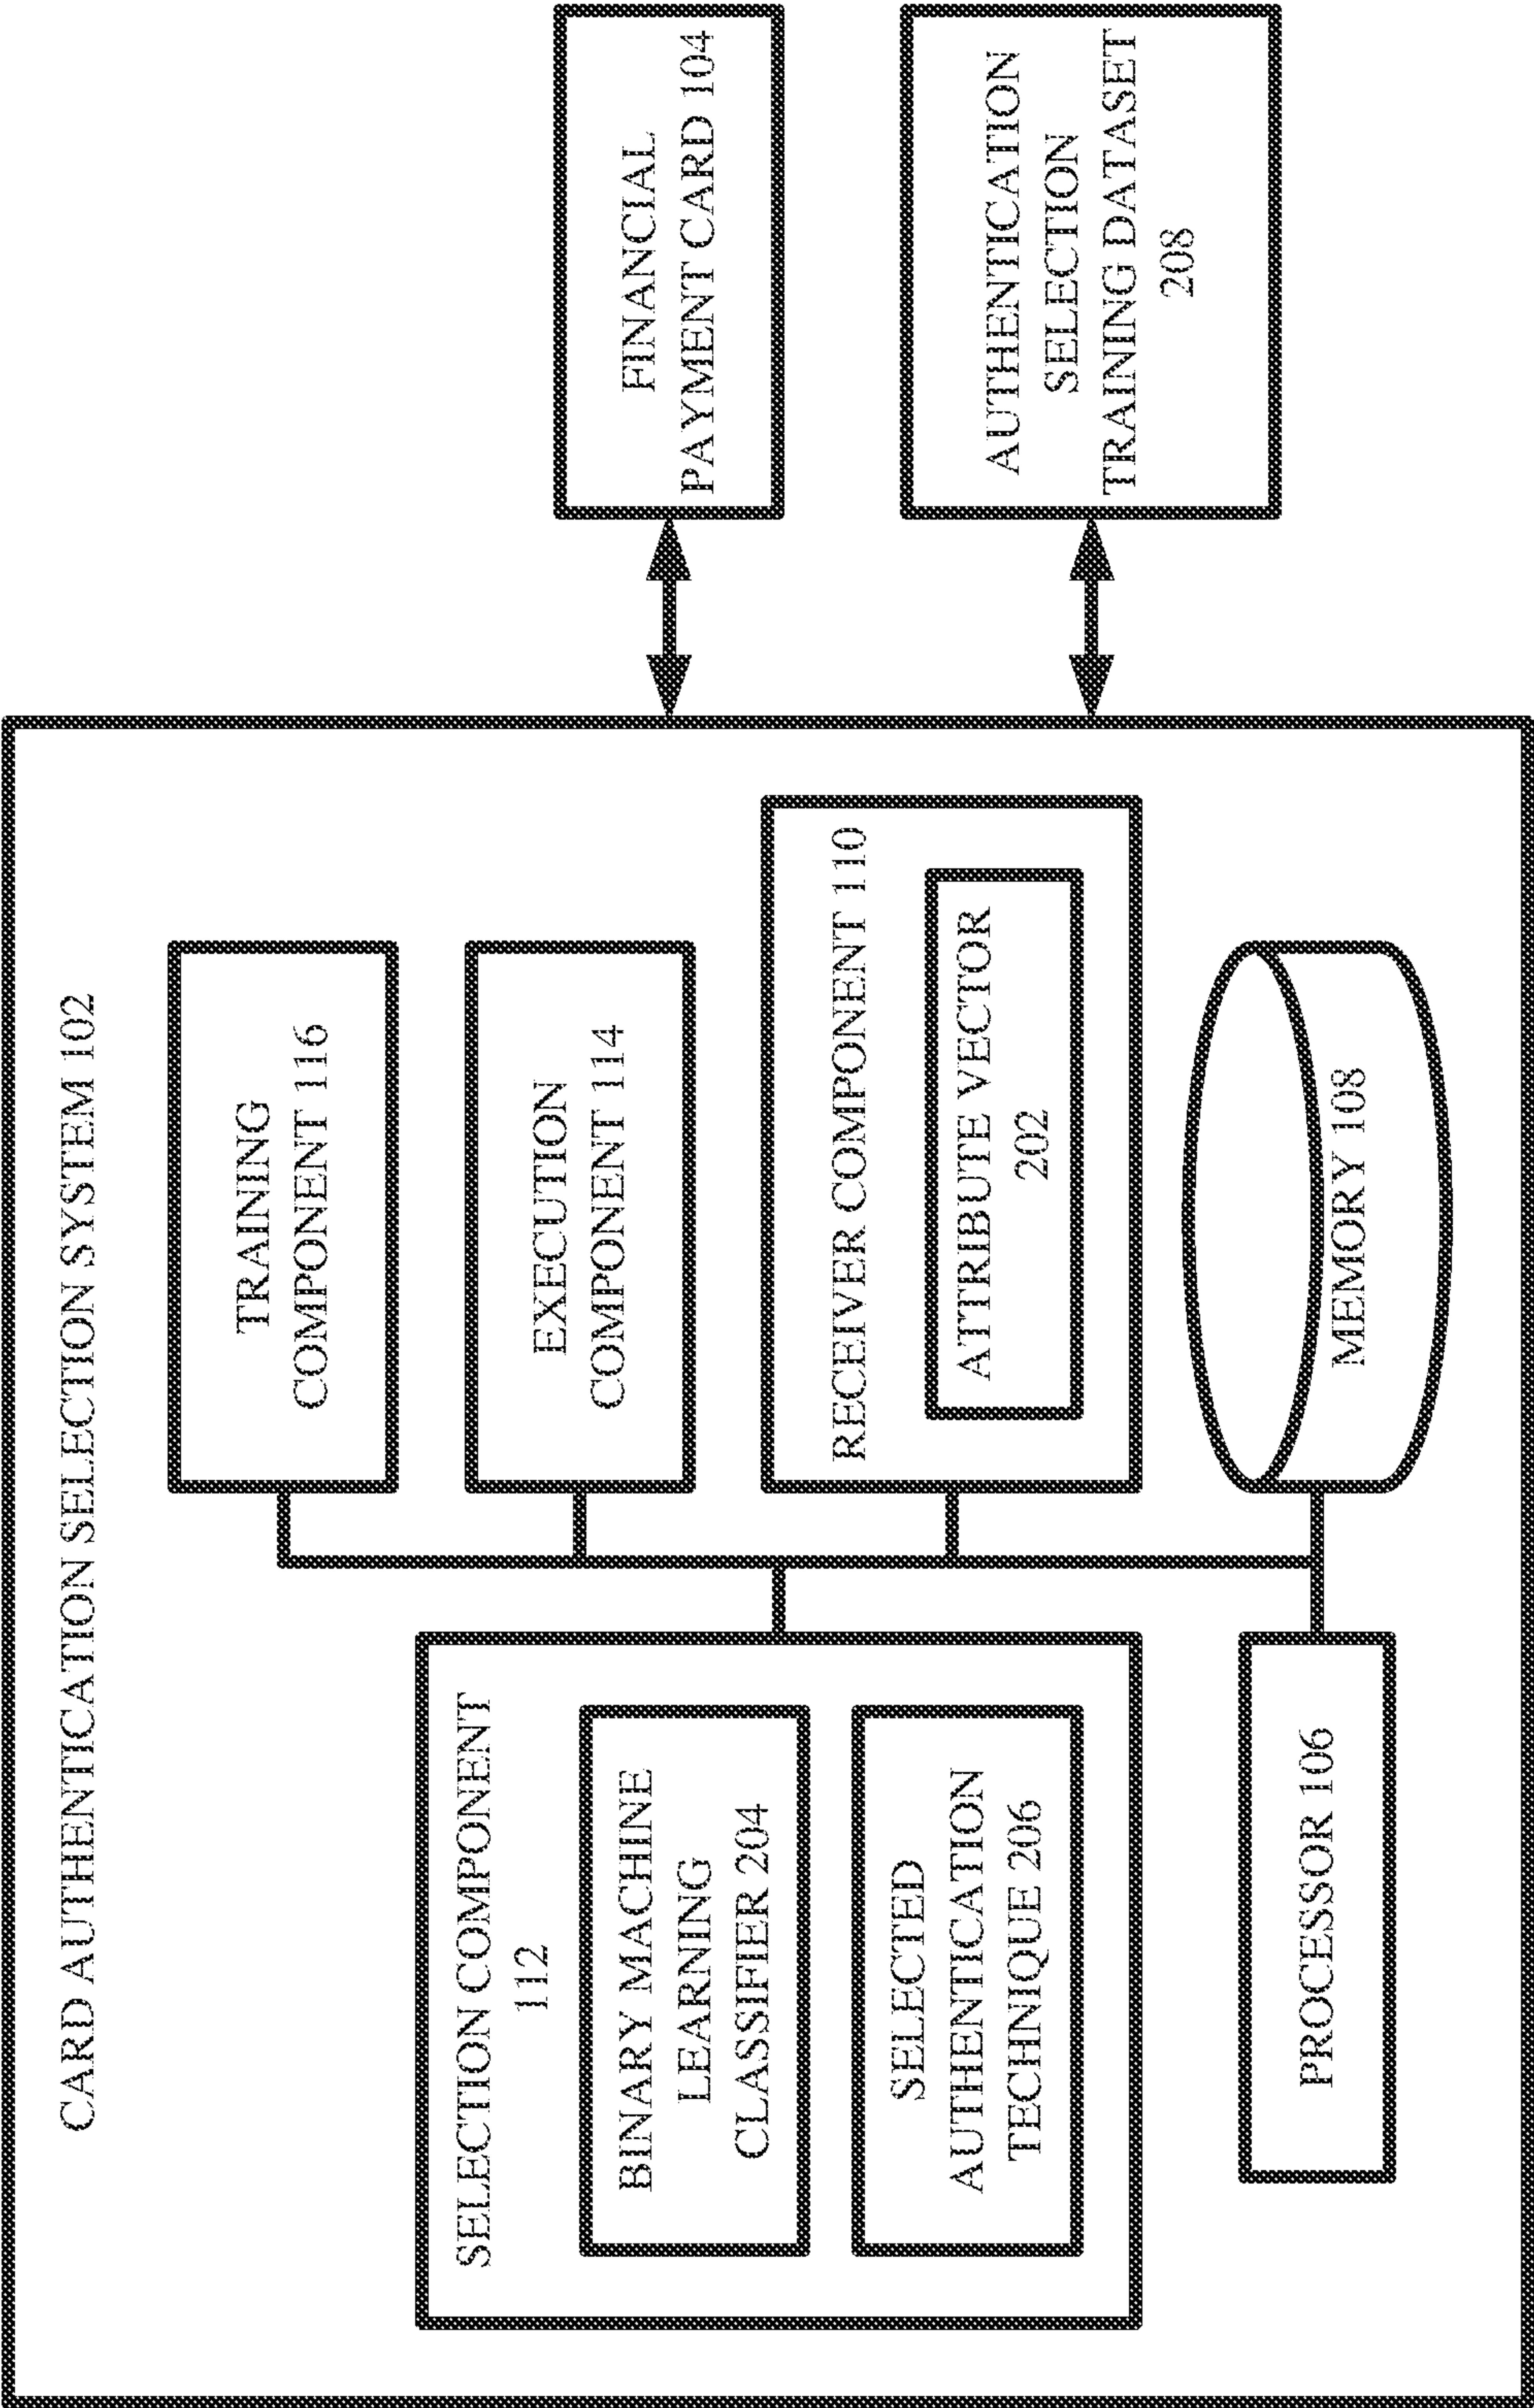 CARD AUTHENTICATION SELECTION SYSTEM 102
SELECTION COMPONENT
112
BINARY MACHINE
LEARNING
CLASSIFIER 204
SELECTED
AUTHENTICATION
TECHNIQUE 206
PROCESSOR 106
TRAINING
COMPONENT 116
EXECUTION
COMPONENT 114
RECEIVER COMPONENT 110
ATTRIBUTE VECTOR
202
MEMORY 108
FINANCIAL
PAYMENT CARD 104
AUTHENTICATION
SELECTION
TRAINING DATASET
208